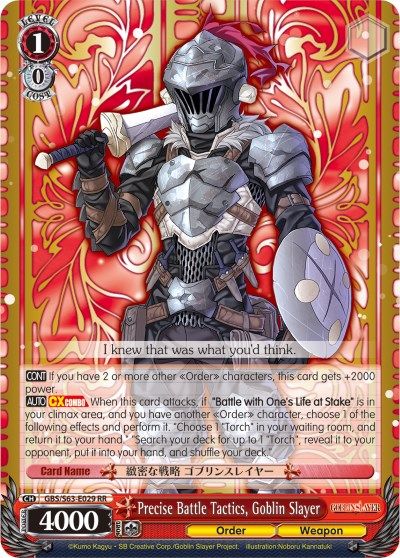 LEVEL
1
0
COST
I knew that was what you'd think.
CONT If you have 2 or more other «Order» characters, this card gets +2000
power.
AUTO CX COMBO When this card attacks, if "Battle with One's Life at Stake" is in
your climax area, and you have another «Order» character, choose 1 of
the following effects and perform it. "Choose 1 "Torch" in your waiting room,
return it to your hand." "Search your deck for up to 1 "Torch", reveal it to your
opponent, put it into your hand, and shuffle your deck."
Card Name 緻密な戦略 ゴブリンスレイヤー
CH GBS/S63-E029 RR
Precise Battle Tactics, Goblin Slayer
GOBLIN SLAYER
POWER 4000
Order Weapon
©Kumo Kagyu・SB Creative Corp./Goblin Slayer Project. illustration:Noboru Kannatuki